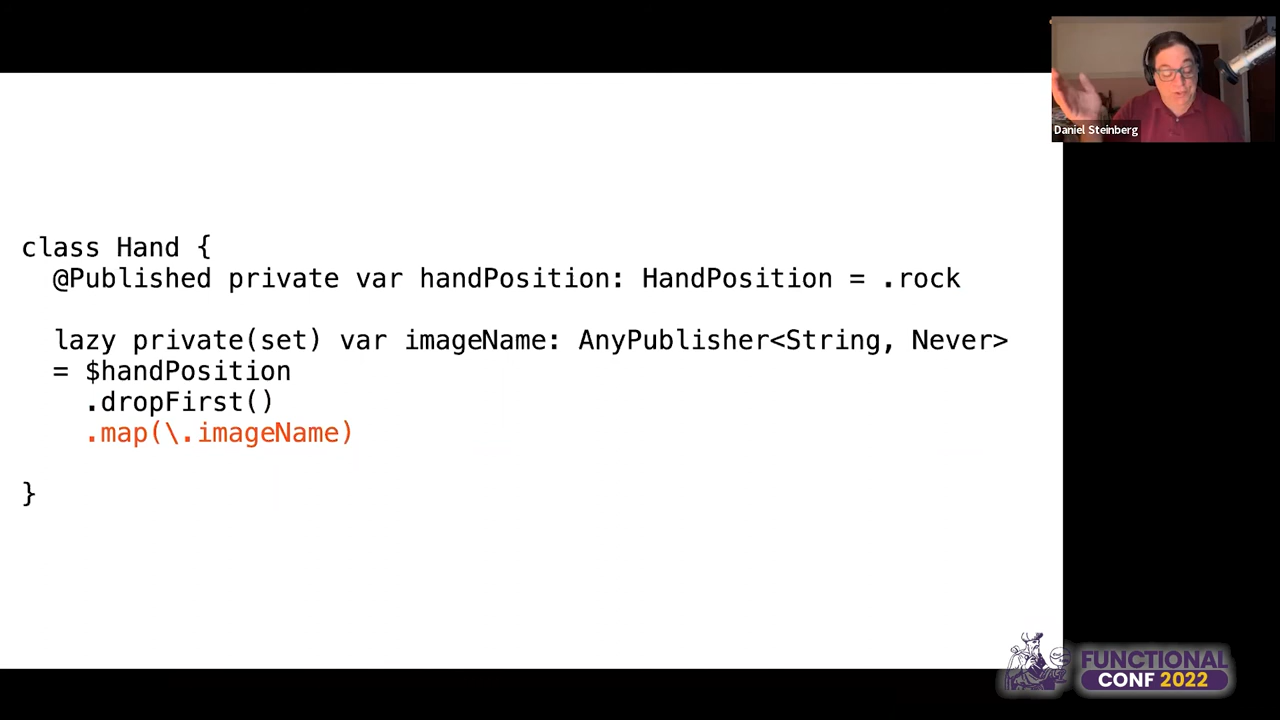 Daniel Steinberg
class Hand {
@Published private var handPosition: HandPosition = .rock
lazy private(set) var imageName: AnyPublisher<String, Never>
= $handPosition
.dropFirst()
.map(\.imageName)
}
FUNCTIONAL
CONF 2022